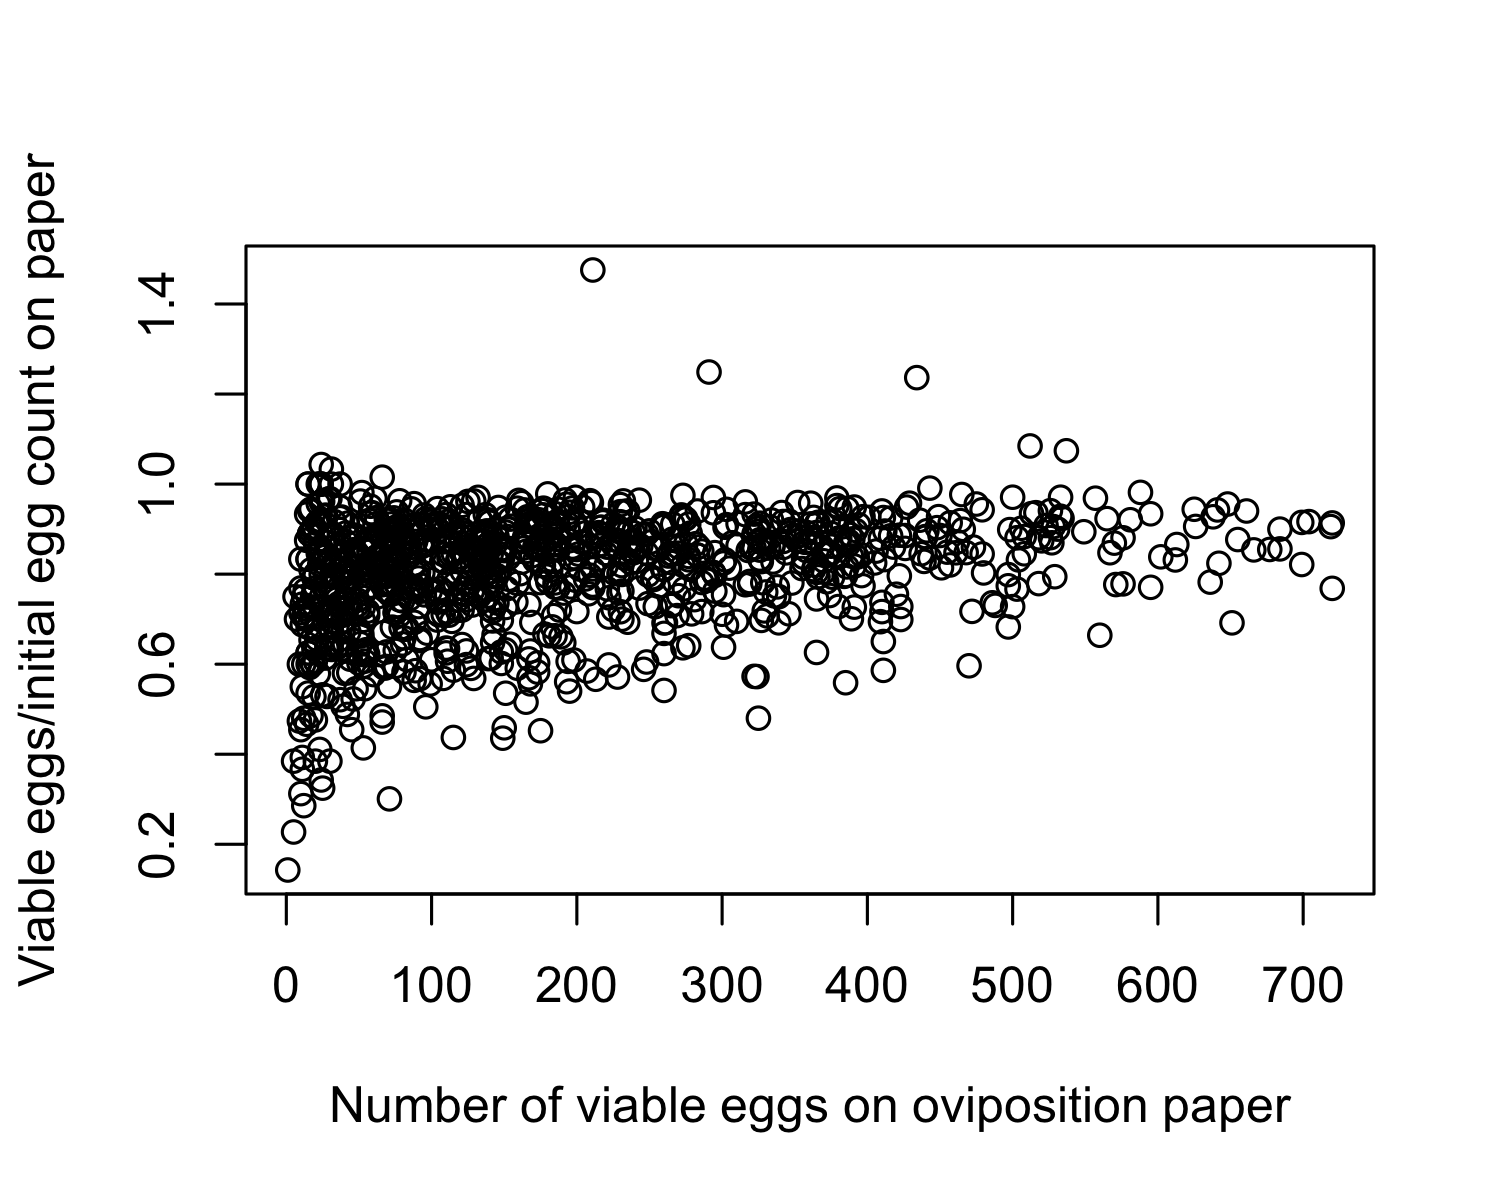 Viable eggs/initial egg count on paper
1.4
1.0
0.6
0.2
0 100 200 300 400 500 600 700
Number of viable eggs on oviposition paper